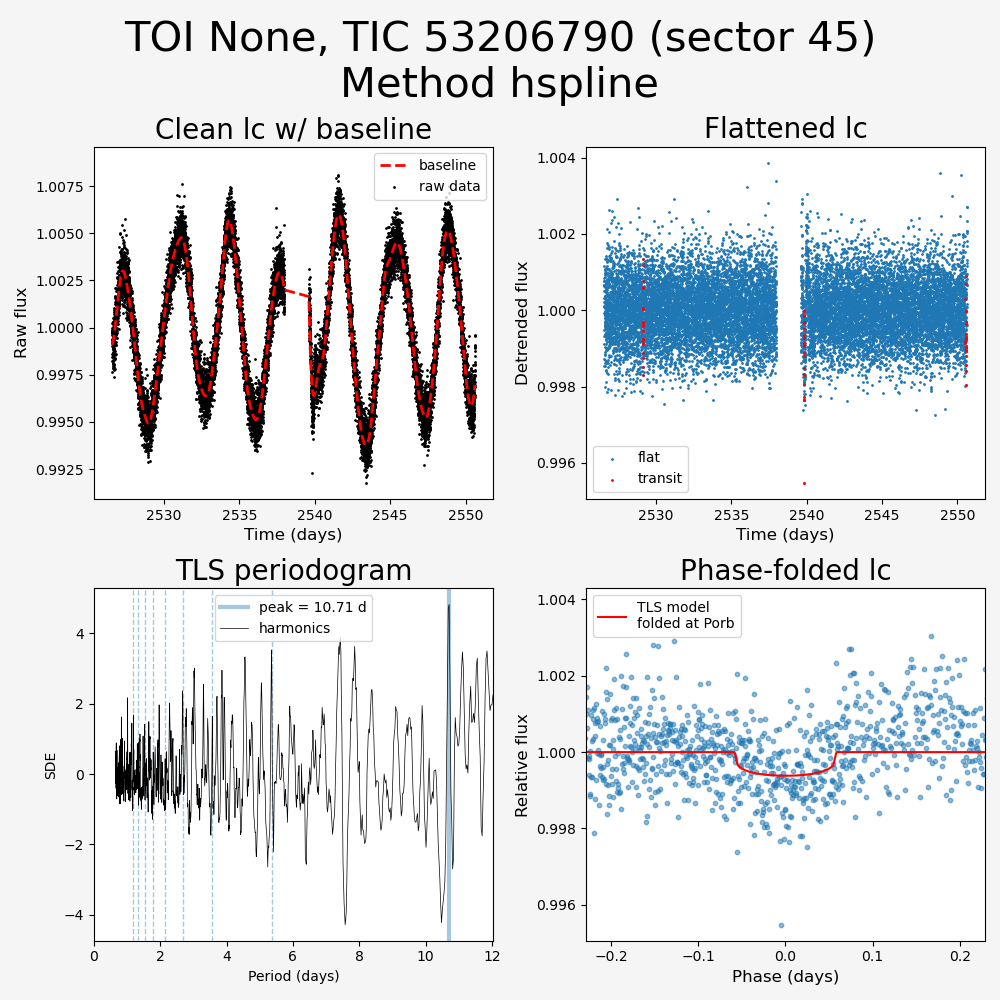 TOI None, TIC 53206790 (sector 45)
Method hspline
Clean lc w/ baseline
Flattened lc
baseline
raw data
1.0075
1.0050
1.0025
1.0000
0.9975
0.9950
0.9925
Raw flux
2530
2535
2540
2545
2550
Time (days)
1.004
1.002
1.000
0.998
0.996
Detrended flux
flat
transit
2530
2535
2540
2545
2550
Time (days)
TLS periodogram
Phase-folded lc
peak = 10.71 d
harmonics
4
2
0
−2
−4
SDE
0
2
4
6
8
10
12
Period (days)
TLS model
folded at Porb
1.004
1.002
1.000
0.998
0.996
Relative flux
−0.2
−0.1
0.0
0.1
0.2
Phase (days)